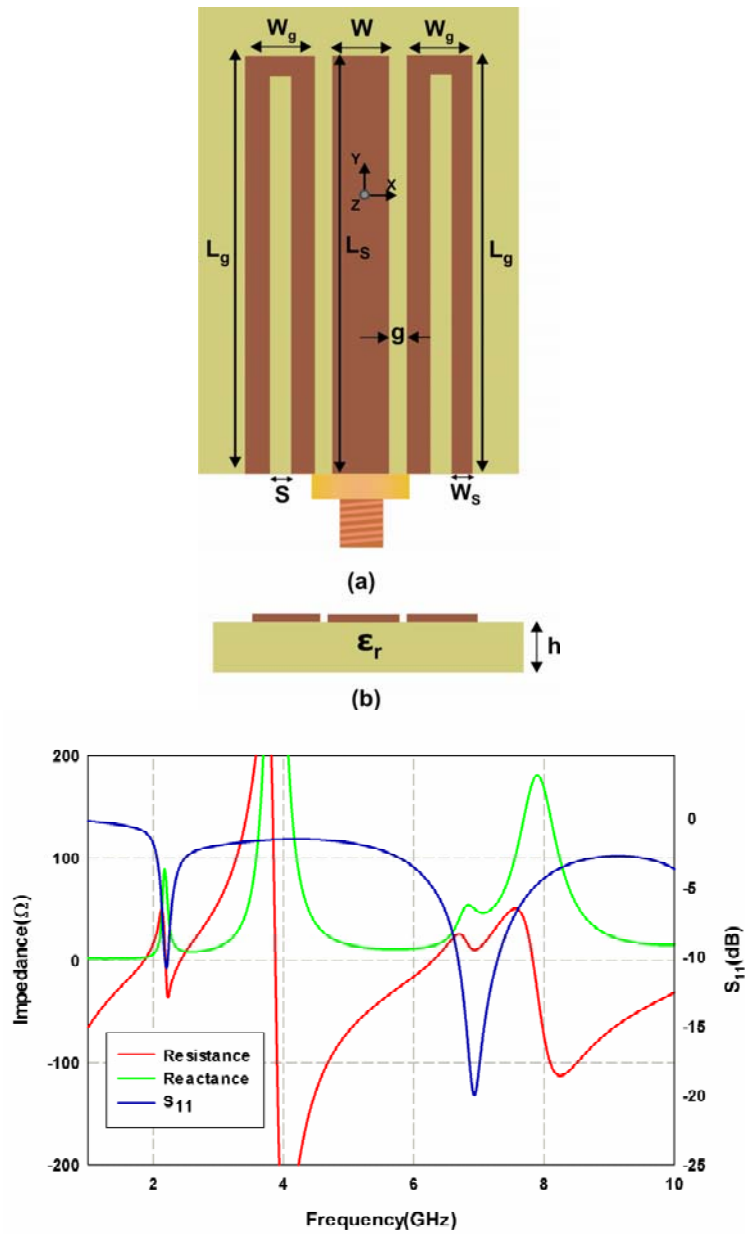 Wg W Wg
Y
X
Z
Lg LS Lg
g
S WS
(a)
εr h
(b)
200
100
0
-100
-200
Impedance(Ω)
0
-5
-10
-15
-20
-25
S11(dB)
Resistance
Reactance
S11
2 4 6 8 10
Frequency(GHz)